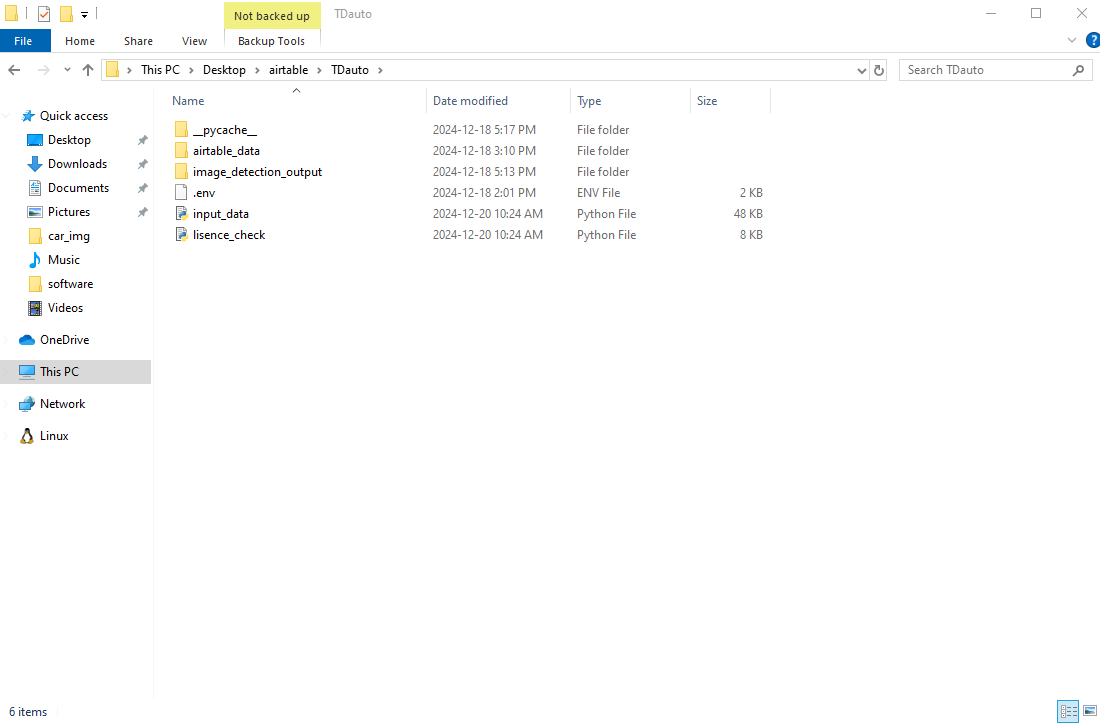 Not backed up TDauto
File Home Share View Backup Tools
This PC Desktop airtable TDauto Search TDauto
Name Date modified Type Size
Quick access
Desktop
Downloads
Documents
Pictures
car_img
Music
software
Videos
OneDrive
This PC
Network
Linux
__pycache__ 2024-12-18 5:17 PM File folder
airtable_data 2024-12-18 3:10 PM File folder
image_detection_output 2024-12-18 5:13 PM File folder
.env 2024-12-18 2:01 PM ENV File 2 KB
input_data 2024-12-20 10:24 AM Python File 48 KB
lisence_check 2024-12-20 10:24 AM Python File 8 KB
6 items